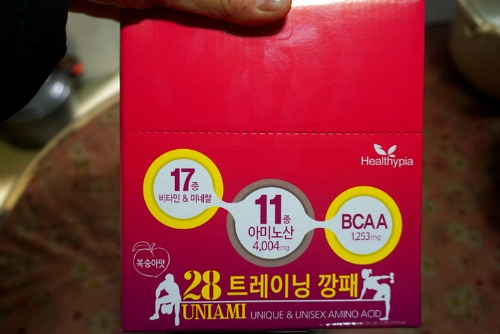 Healthypia
17종
비타민 & 미네랄
11종
아미노산
4,004mg
BCAA
1,253mg
복숭아맛
28 트레이닝 깡패
UNIAMI UNIQUE & UNISEX AMINO ACID